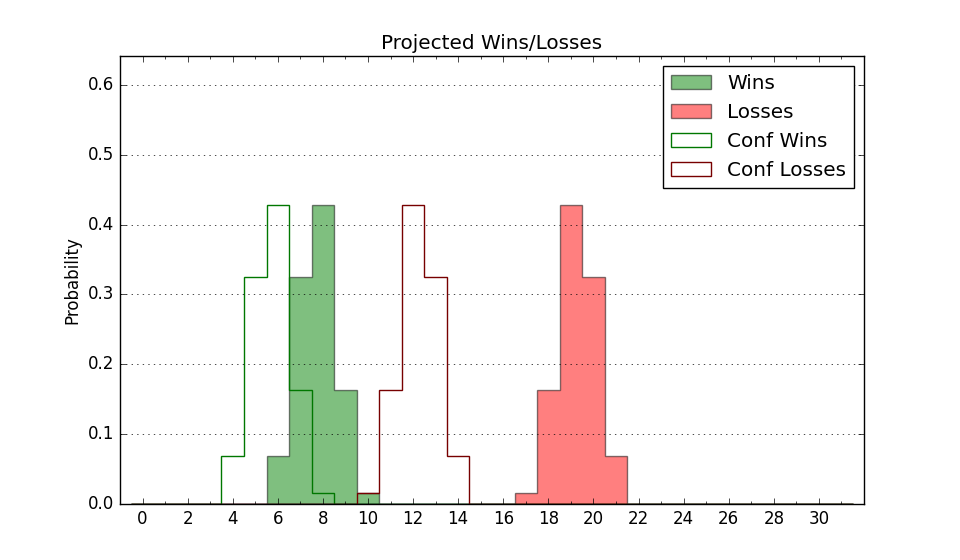 Projected Wins/Losses
Wins
Losses
Conf Wins
Conf Losses
Probability
0.6
0.5
0.4
0.3
0.2
0.1
0.0
0 2 4 6 8 10 12 14 16 18 20 22 24 26 28 30